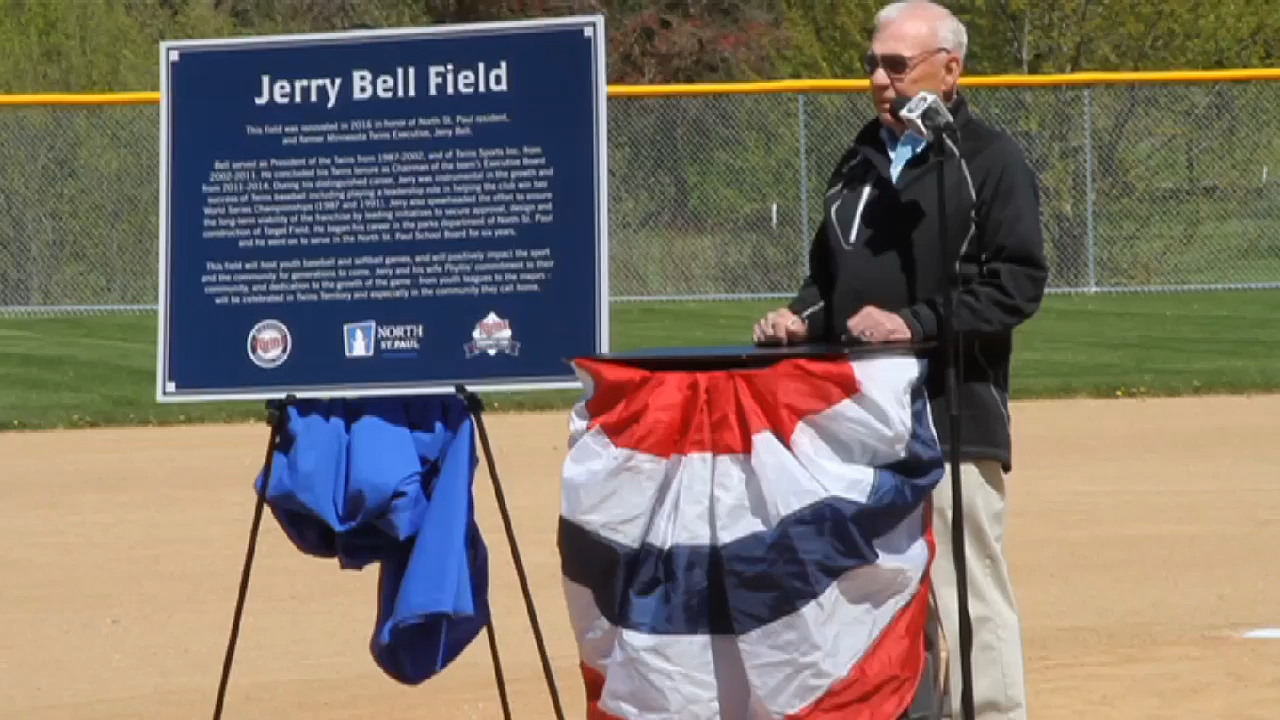 Jerry Bell Field
This field was renovated in 2016 in honor of North St. Paul resident,
and former Minnesota Twins Executive, Jerry Bell.
Bell served as President of the Twins from 1987-2002, and of Twins Sports Inc. from
2002-2011. He concluded his Twins tenure as Chairman of the team's Executive Board
from 2011-2014. During his distinguished career, Jerry was instrumental in the growth and
success of Twins baseball including playing a leadership role in helping the club win two
World Series Championships (1987 and 1991). Jerry also spearheaded the effort to ensure
the long-term viability of the franchise by leading initiatives to secure approval, design and
construction of Target Field. He began his career in the parks department of North St. Paul
and he went on to serve in the North St. Paul School Board for six years.
This field will host youth baseball and softball games, and will positively impact the sport
and the community for generations to come. Jerry and his wife Phyllis' commitment to their
community, and dedication to the growth of the game - from youth leagues to the majors -
will be celebrated in Twins Territory and especially in the community they call home.
Twins
NORTH
ST. PAUL
Twins